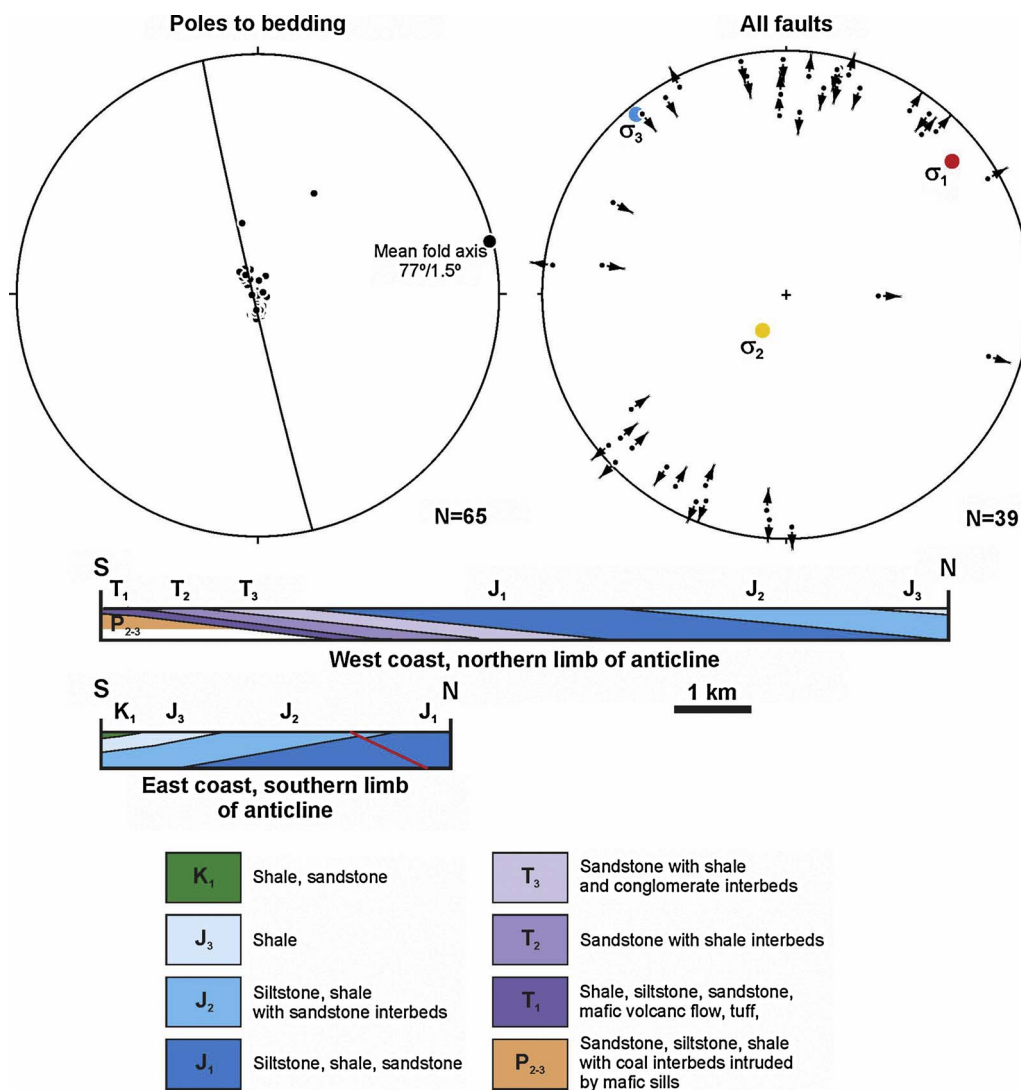 Poles to bedding
All faults
Mean fold axis
77º/1.5º
N=65
σ3
σ1
σ2
N=39
S N
T1 T2 T3 J1 J2 J3
P2-3
West coast, northern limb of anticline
1 km
S N
K1 J3 J2 J1
East coast, southern limb
of anticline
K1 Shale, sandstone
J3 Shale
J2 Siltstone, shale
with sandstone interbeds
J1 Siltstone, shale, sandstone
T3 Sandstone with shale
and conglomerate interbeds
T2 Sandstone with shale interbeds
T1 Shale, siltstone, sandstone,
mafic volcanc flow, tuff,
P2-3 Sandstone, siltstone, shale
with coal interbeds intruded
by mafic sills